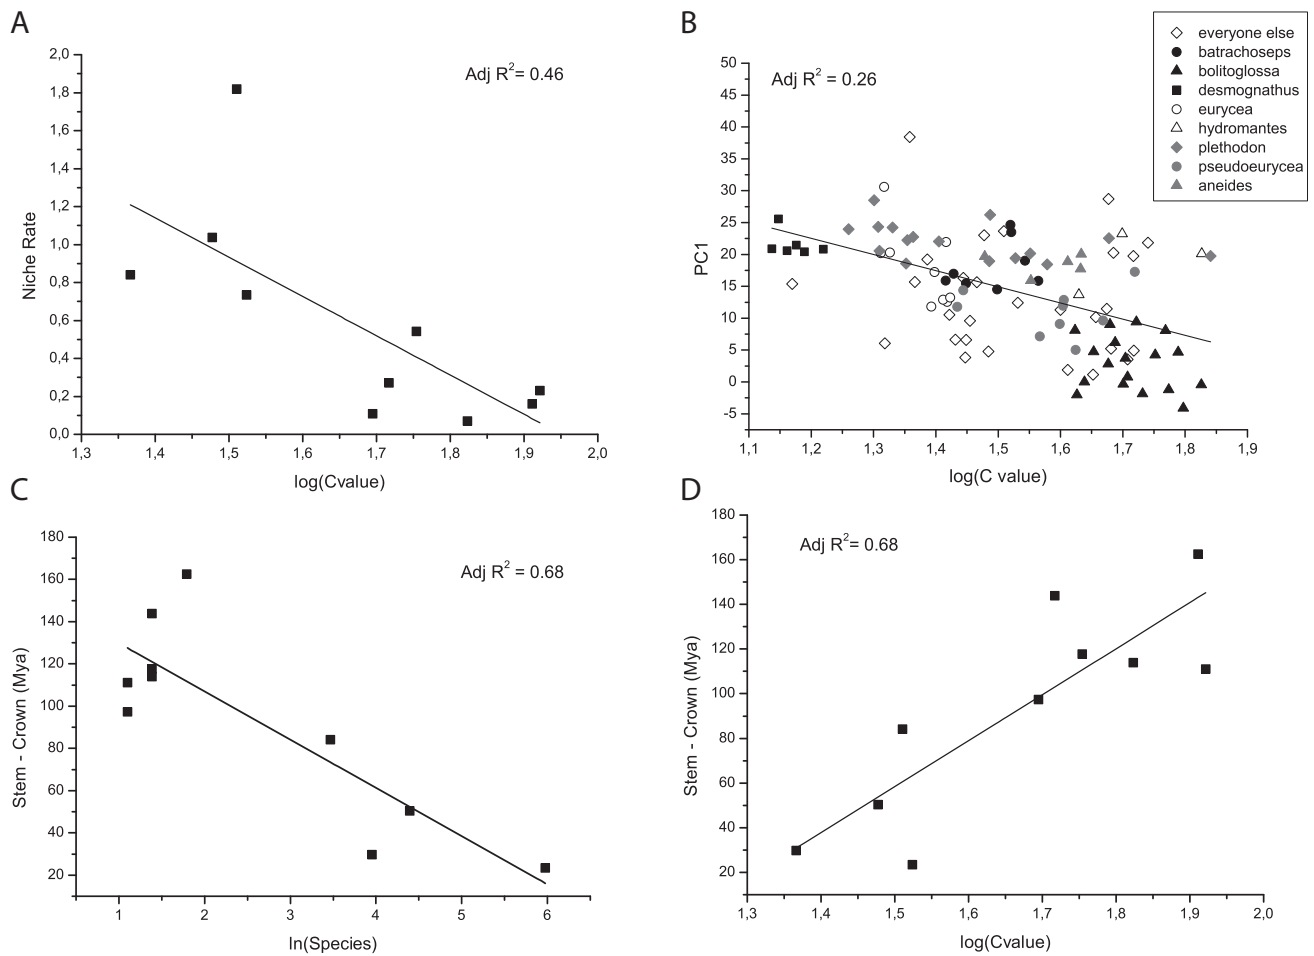 A
2,0
1,8
1,6
1,4
1,2
1,0
0,8
0,6
0,4
0,2
0,0
Niche Rate
Adj R²= 0.46
1,3 1,4 1,5 1,6 1,7 1,8 1,9 2,0
log(Cvalue)
B
50
45
40
35
30
25
20
15
10
5
0
-5
PC1
Adj R² = 0.26
everyone else
batrachoseps
bolitoglossa
desmognathus
eurycea
hydromantes
plethodon
pseudoeurycea
aneides
1,1 1,2 1,3 1,4 1,5 1,6 1,7 1,8 1,9
log(C value)
C
180
160
140
120
100
80
60
40
20
Stem - Crown (Mya)
Adj R² = 0.68
1 2 3 4 5 6
ln(Species)
D
180
160
140
120
100
80
60
40
20
Stem - Crown (Mya)
Adj R²= 0.68
1,3 1,4 1,5 1,6 1,7 1,8 1,9 2,0
log(Cvalue)